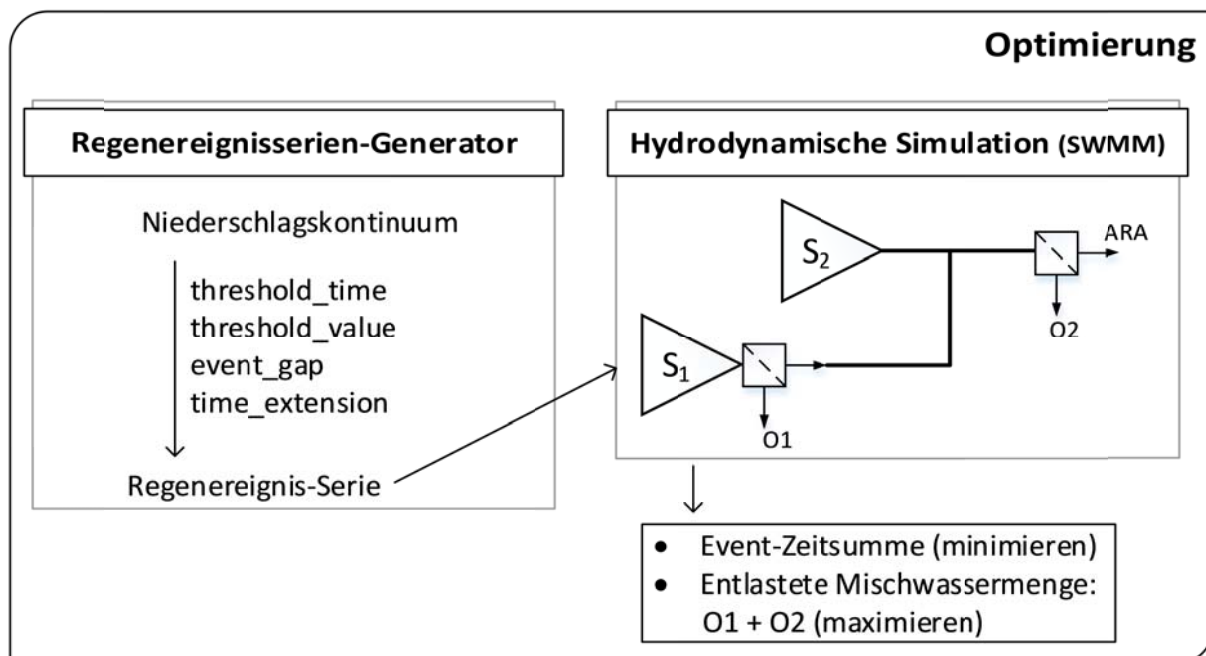 Optimierung
Regenereignisserien-Generator
Niederschlagskontinuum
threshold_time
threshold_value
event_gap
time_extension
Regenereignis-Serie
Hydrodynamische Simulation (SWMM)
S2
ARA
O2
S1
O1
• Event-Zeitsumme (minimieren)
• Entlastete Mischwassermenge:
O1 + O2 (maximieren)